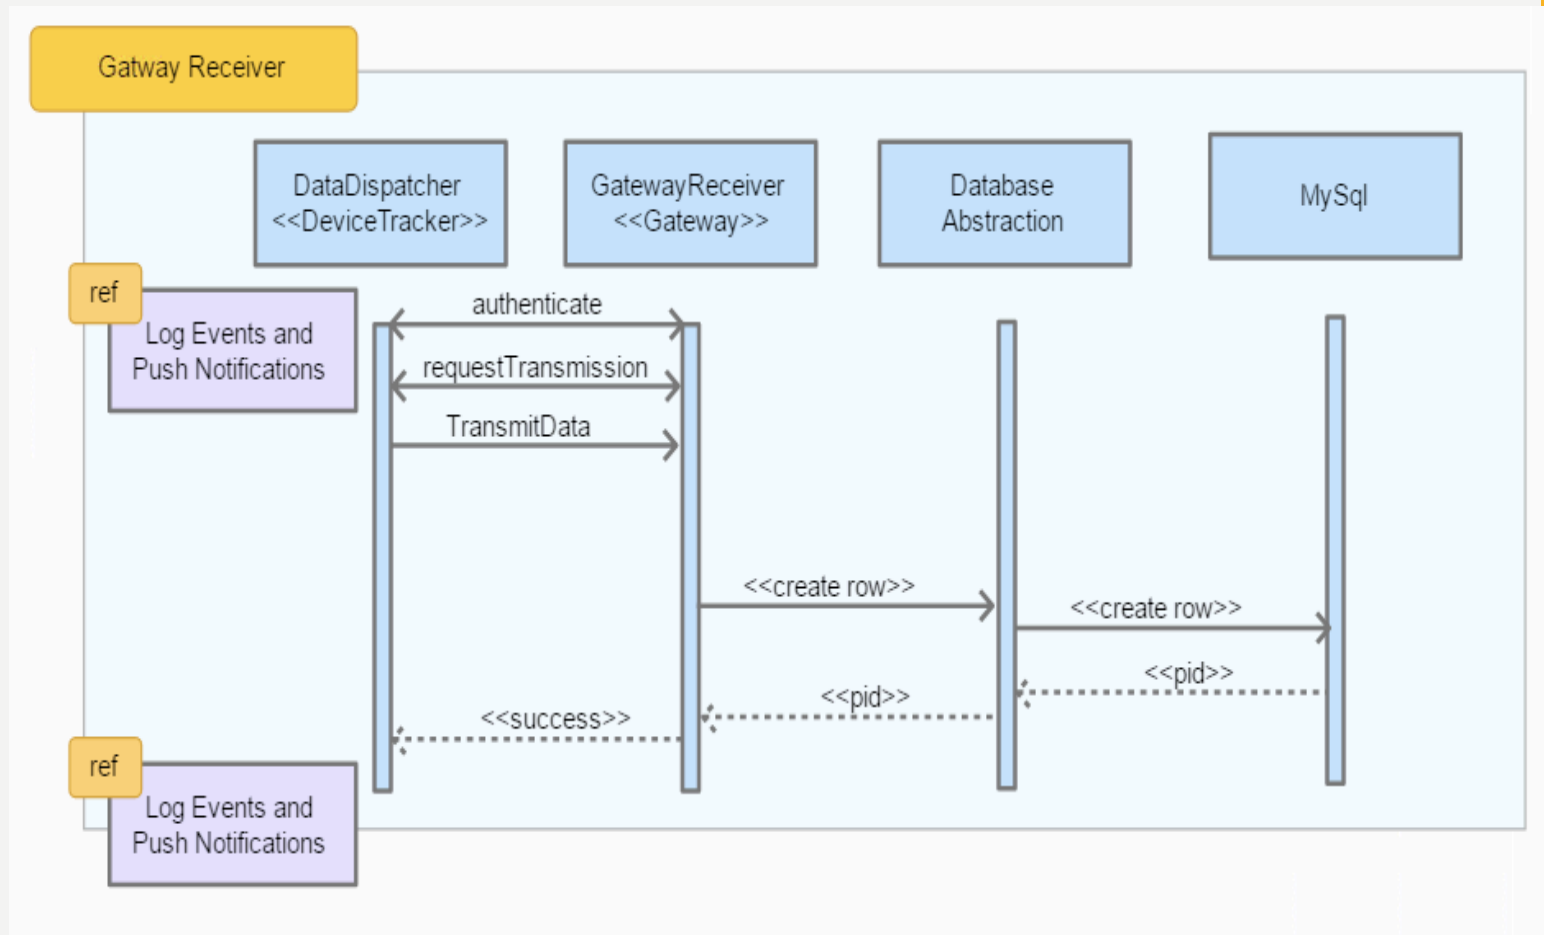 Gatway Receiver
DataDispatcher
<<DeviceTracker>>
GatewayReceiver
<<Gateway>>
Database
Abstraction
MySql
ref
Log Events and
Push Notifications
authenticate
requestTransmission
TransmitData
<<create row>>
<<create row>>
<<pid>>
<<pid>>
<<success>>
ref
Log Events and
Push Notifications